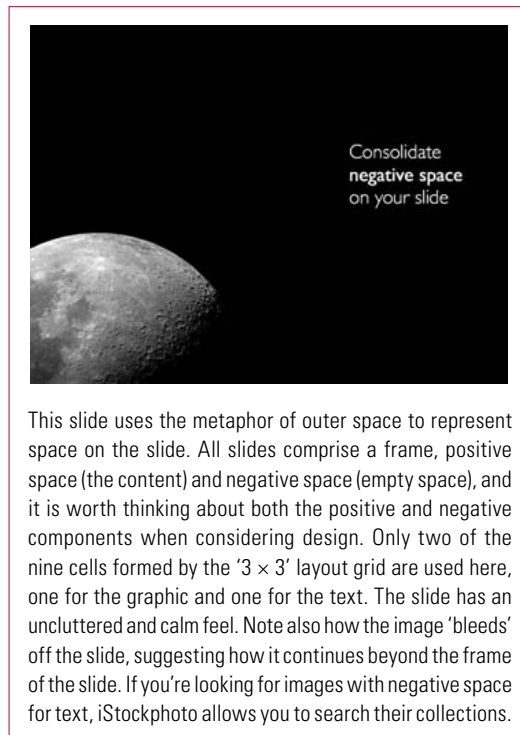 Consolidate
negative space
on your slide
This slide uses the metaphor of outer space to represent
space on the slide. All slides comprise a frame, positive
space (the content) and negative space (empty space), and
it is worth thinking about both the positive and negative
components when considering design. Only two of the
nine cells formed by the ‘3 × 3’ layout grid are used here,
one for the graphic and one for the text. The slide has an
uncluttered and calm feel. Note also how the image ‘bleeds’
off the slide, suggesting how it continues beyond the frame
of the slide. If you’re looking for images with negative space
for text, iStockphoto allows you to search their collections.